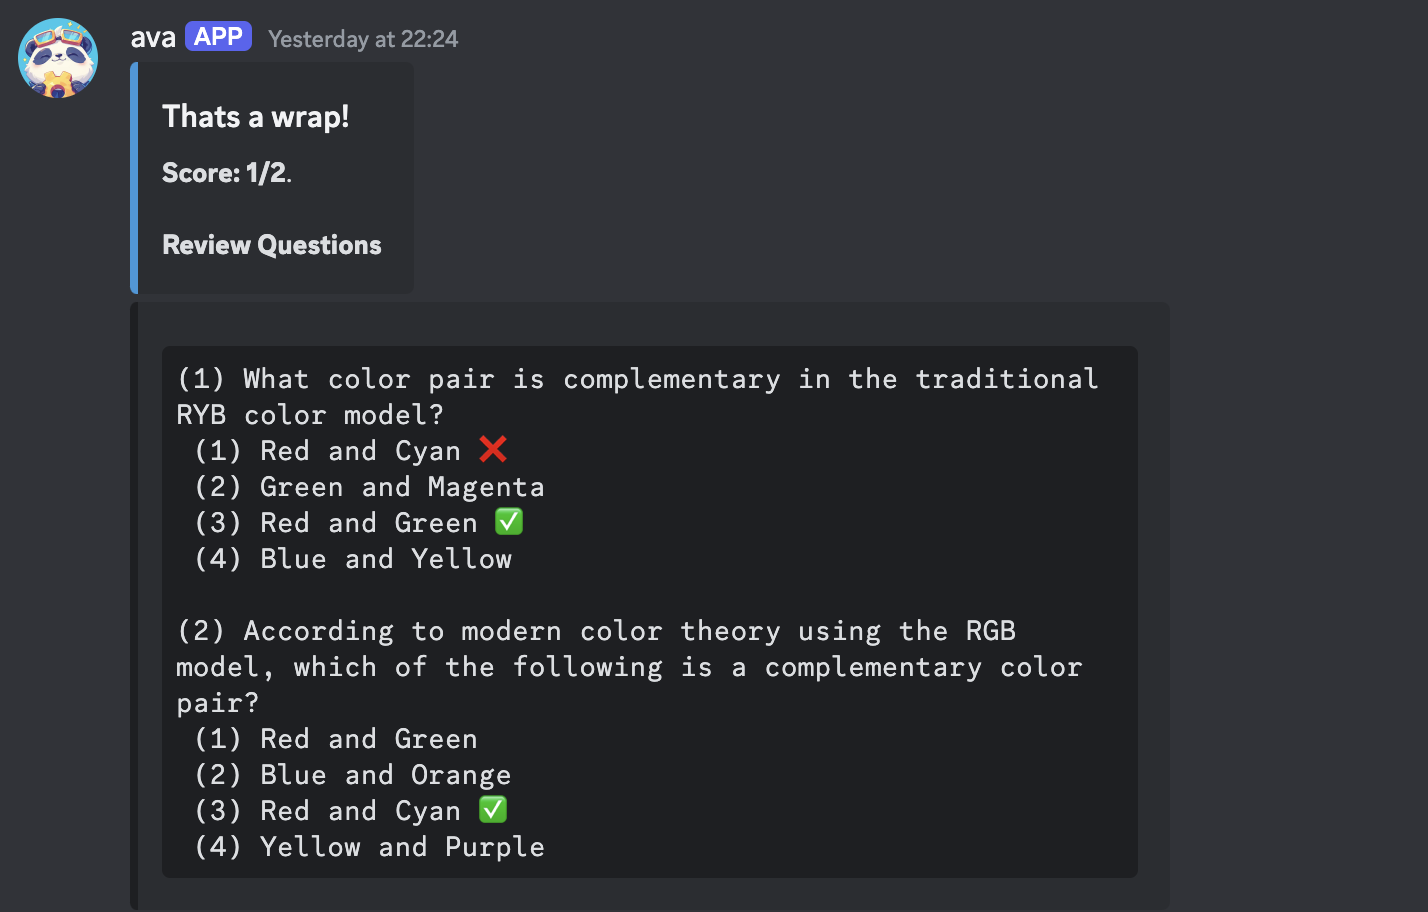 ava APP Yesterday at 22:24
Thats a wrap!
Score: 1/2.
Review Questions
(1) What color pair is complementary in the traditional
RYB color model?
(1) Red and Cyan ❌
(2) Green and Magenta
(3) Red and Green ✅
(4) Blue and Yellow
(2) According to modern color theory using the RGB
model, which of the following is a complementary color
pair?
(1) Red and Green
(2) Blue and Orange
(3) Red and Cyan ✅
(4) Yellow and Purple